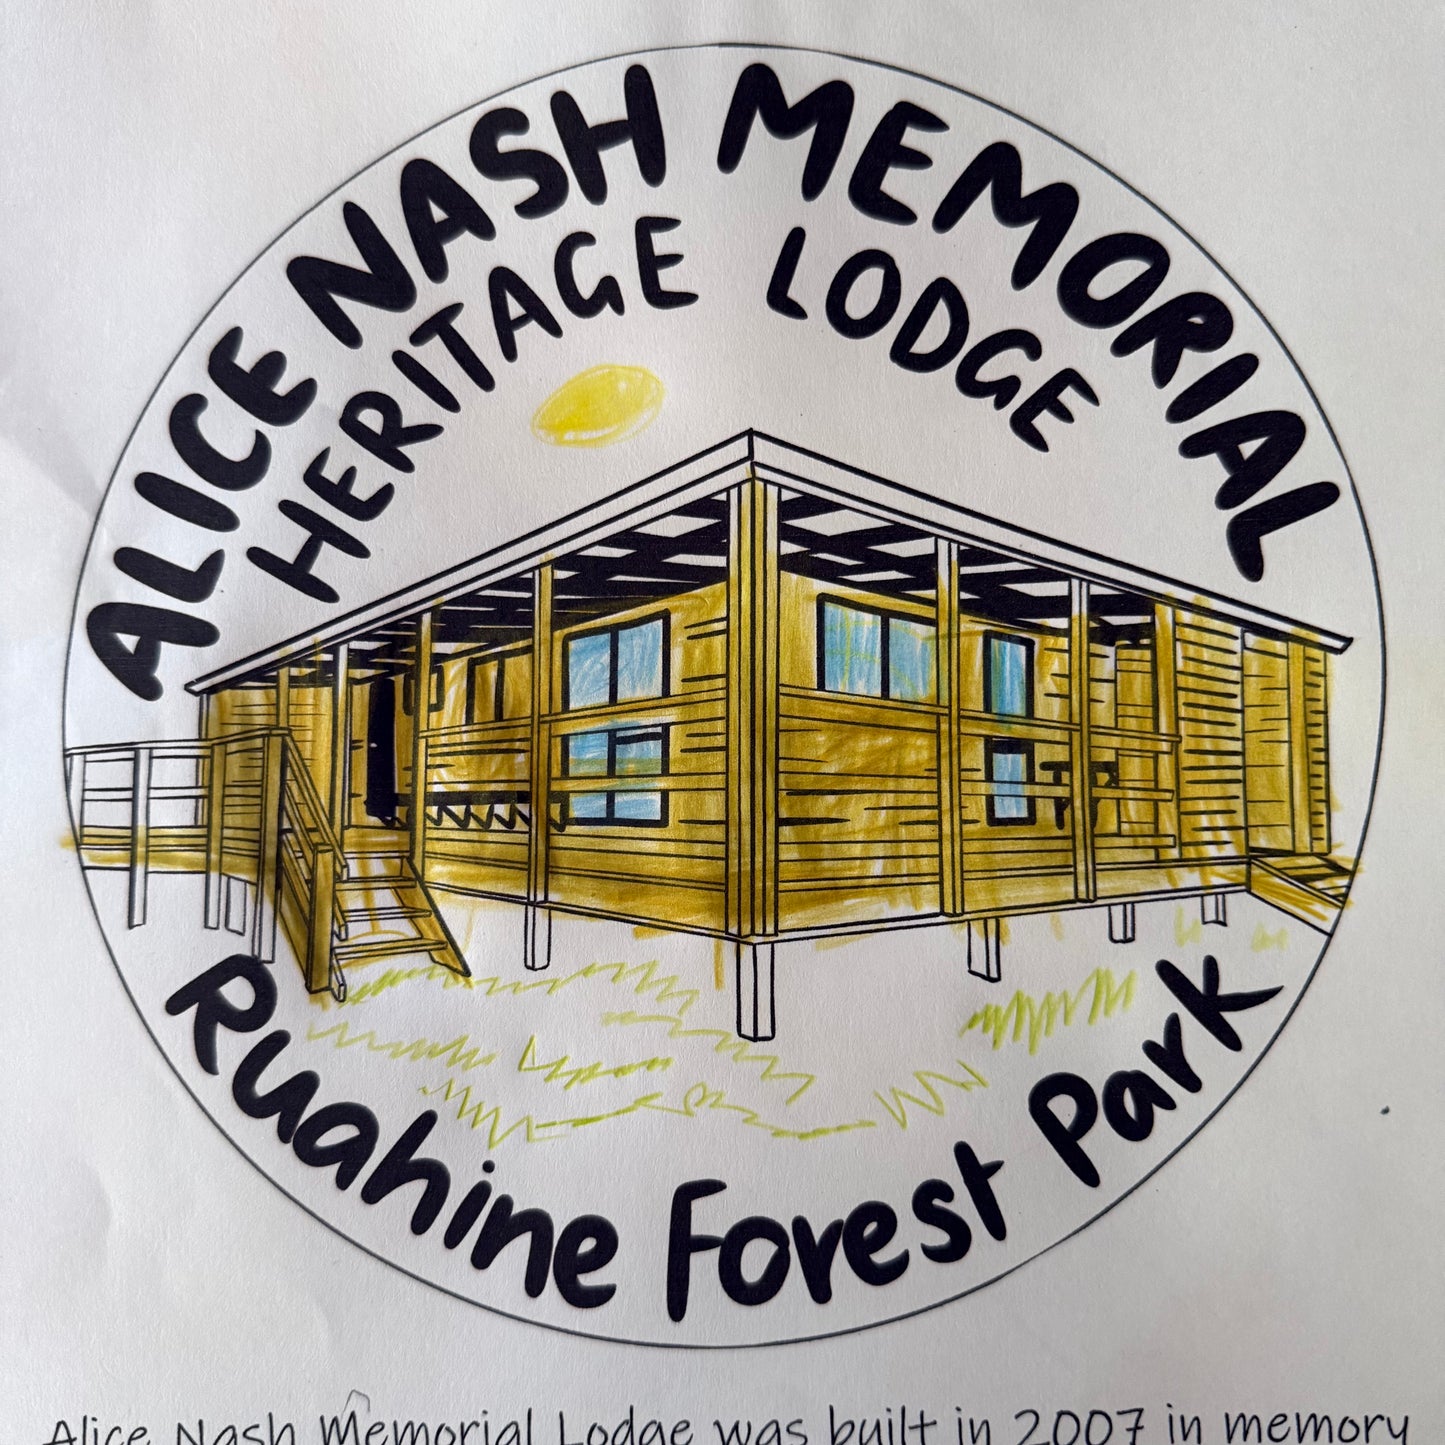 ALICE NASH MEMORIAL
HERITAGE LODGE
Ruahine Forest Park
Alice Nash Memorial Lodge was built in 2007 in memory